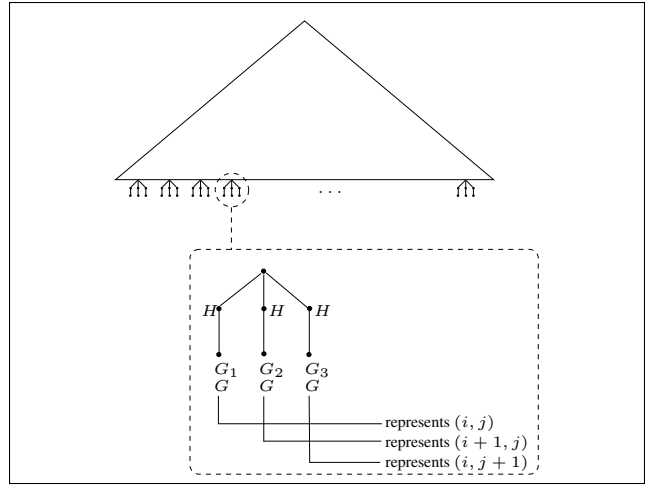 . . .
H H H
G₁ G₂ G₃
G G G
represents (i, j)
represents (i + 1, j)
represents (i, j + 1)